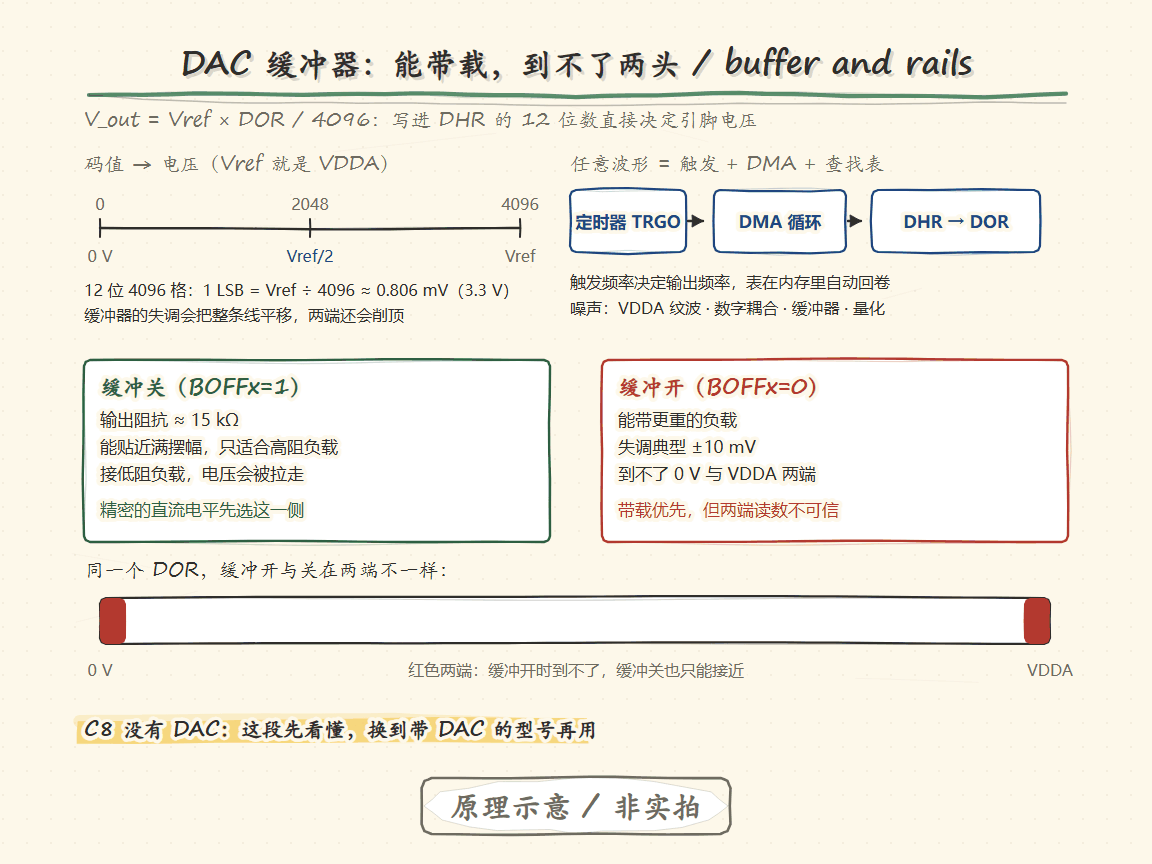 DAC 缓冲器：能带载，到不了两头 / buffer and rails
V_out = Vref × DOR / 4096：写进 DHR 的 12 位数直接决定引脚电压
码值 → 电压（Vref 就是 VDDA）
0 2048 4096
0 V Vref/2 Vref
12 位 4096 格：1 LSB = Vref ÷ 4096 ≈ 0.806 mV（3.3 V）
缓冲器的失调会把整条线平移，两端还会削顶
任意波形 = 触发 + DMA + 查找表
定时器 TRGO
DMA 循环
DHR → DOR
触发频率决定输出频率，表在内存里自动回卷
噪声：VDDA 纹波 · 数字耦合 · 缓冲器 · 量化
缓冲关（BOFFx=1）
输出阻抗 ≈ 15 kΩ
能贴近满摆幅，只适合高阻负载
接低阻负载，电压会被拉走
精密的直流电平先选这一侧
缓冲开（BOFFx=0）
能带更重的负载
失调典型 ±10 mV
到不了 0 V 与 VDDA 两端
带载优先，但两端读数不可信
同一个 DOR，缓冲开与关在两端不一样：
0 V 红色两端：缓冲开时到不了，缓冲关也只能接近 VDDA
C8 没有 DAC：这段先看懂，换到带 DAC 的型号再用
原理示意 / 非实拍